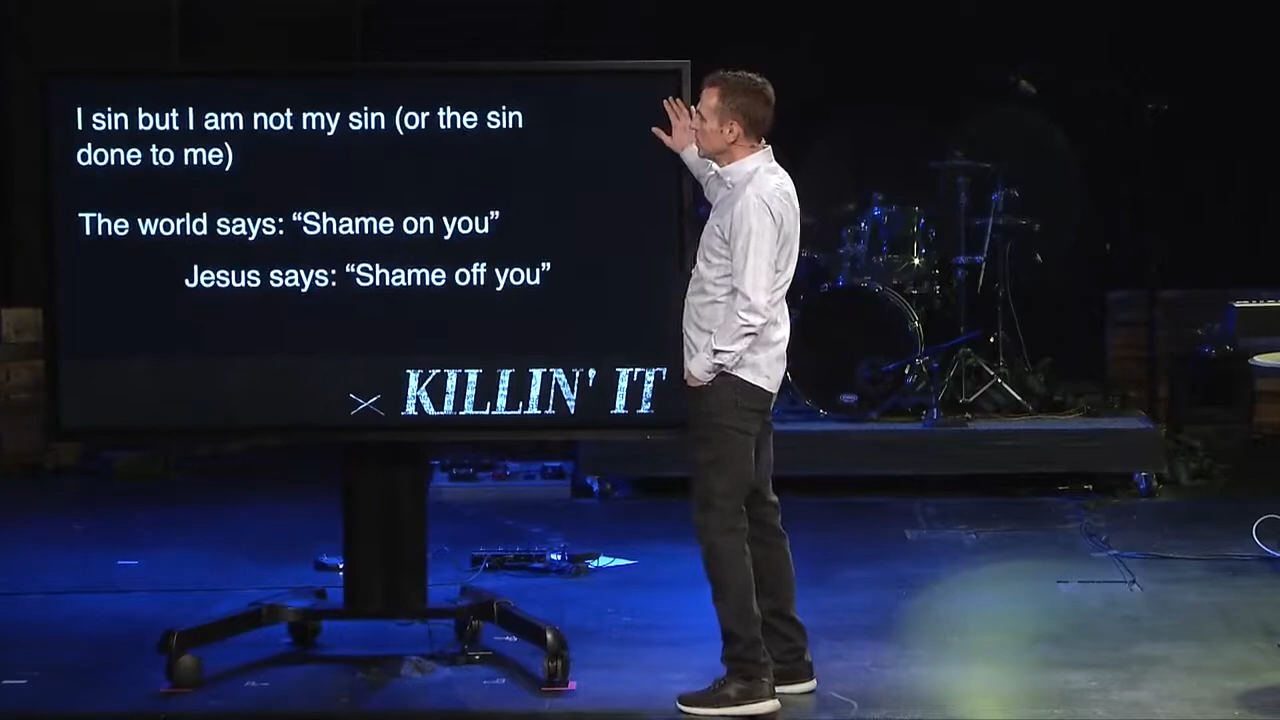 I sin but I am not my sin (or the sin
done to me)
The world says: “Shame on you”
Jesus says: “Shame off you”
KILLIN' IT